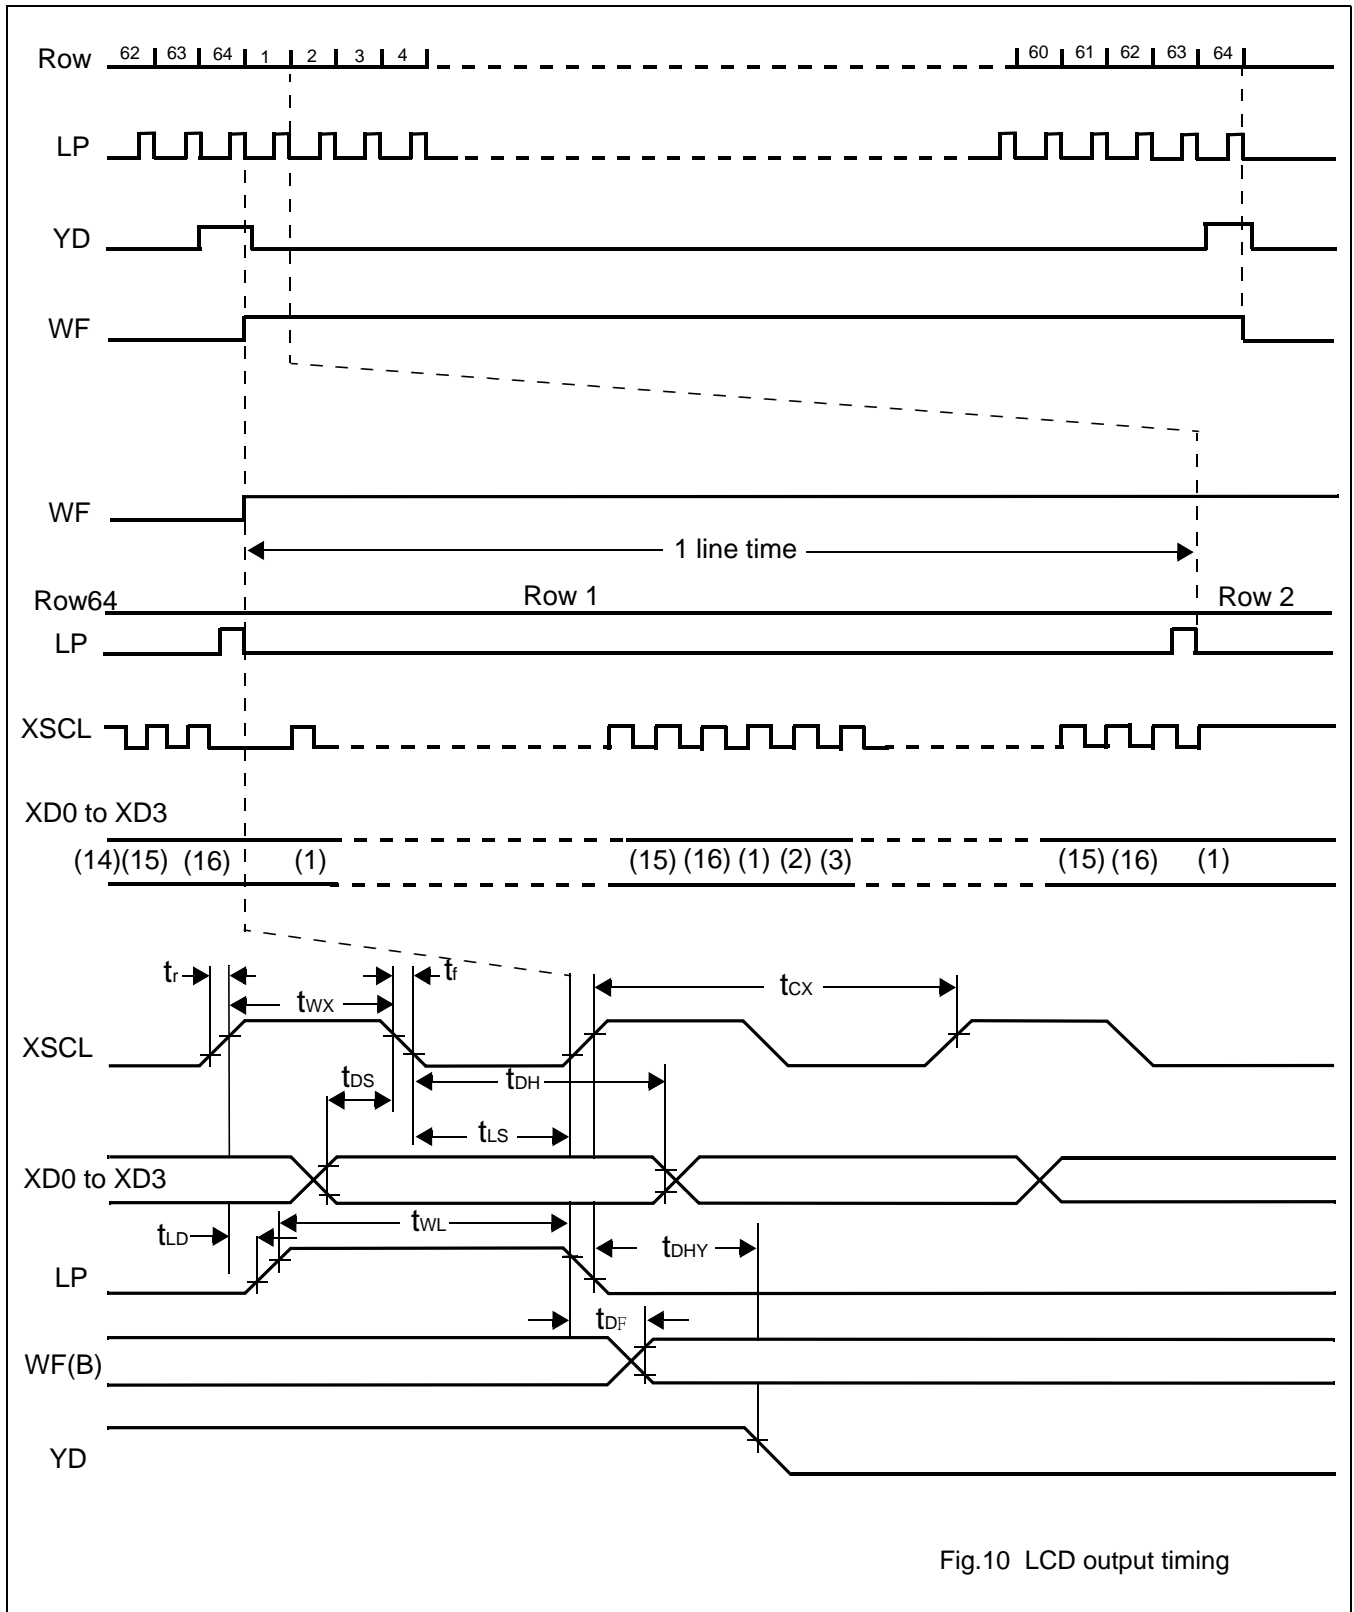 Row 62 63 64 1 2 3 4 60 61 62 63 64
LP
YD
WF
WF
1 line time
Row64 Row 1 Row 2
LP
XSCL
XD0 to XD3
(14)(15) (16) (1) (15) (16) (1) (2) (3) (15) (16) (1)
tr tf tCX
tWX
XSCL
tDS tDH
tLS
XD0 to XD3
tWL
tLD tDHY
LP
tDF
WF(B)
YD
Fig.10 LCD output timing